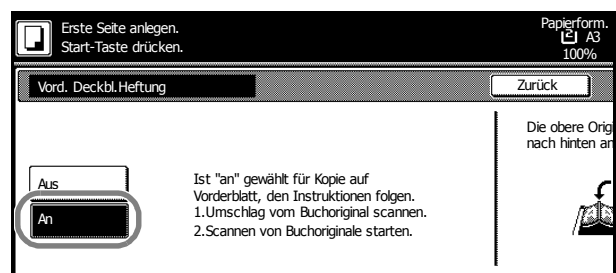 Erste Seite anlegen.
Start-Taste drücken.
Papierform.
2 A3
100%
Vord. Deckbl.Heftung
Zurück
Aus
An
Ist "an" gewählt für Kopie auf
Vorderblatt, den Instruktionen folgen.
1.Umschlag vom Buchoriginal scannen.
2.Scannen von Buchoriginale starten.
Die obere Orig
nach hinten an